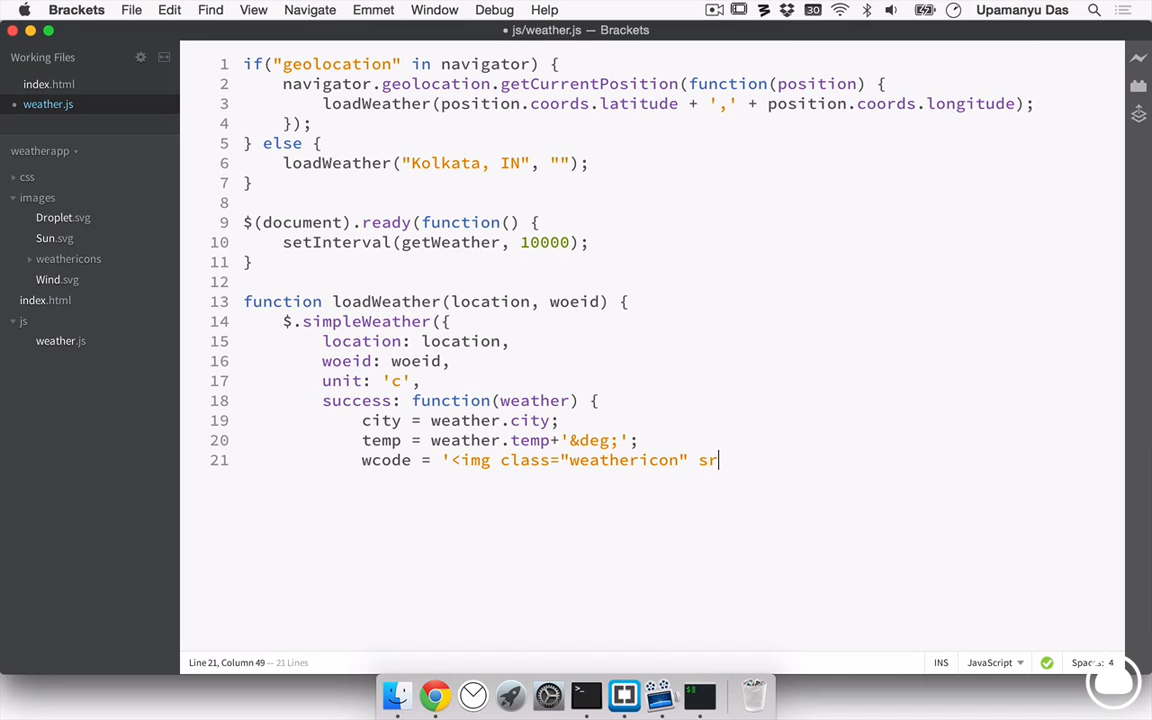 Brackets File Edit Find View Navigate Emmet Window Debug Help 30 Upamanyu Das
• js/weather.js — Brackets
Working Files
index.html
• weather.js
weatherapp
css
images
Droplet.svg
Sun.svg
weathericons
Wind.svg
index.html
js
weather.js
1 if("geolocation" in navigator) {
2 navigator.geolocation.getCurrentPosition(function(position) {
3 loadWeather(position.coords.latitude + ',' + position.coords.longitude);
4 });
5 } else {
6 loadWeather("Kolkata, IN", "");
7 }
8
9 $(document).ready(function() {
10 setInterval(getWeather, 10000);
11 }
12
13 function loadWeather(location, woeid) {
14 $.simpleWeather({
15 location: location,
16 woeid: woeid,
17 unit: 'c',
18 success: function(weather) {
19 city = weather.city;
20 temp = weather.temp+'&deg;';
21 wcode = '<img class="weathericon" sr
Line 21, Column 49 — 21 Lines INS JavaScript Spaces: 4